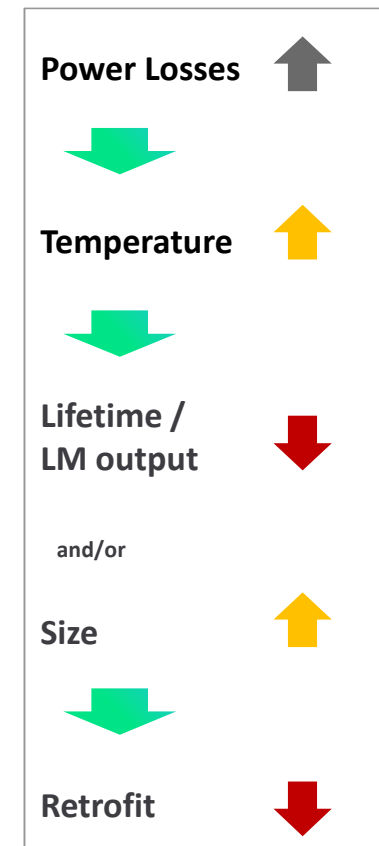 Power Losses
Temperature
Lifetime /
LM output
and/or
Size
Retrofit